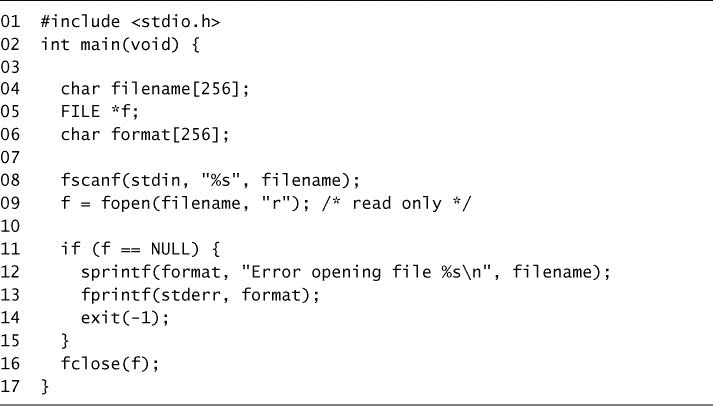 01 #include <stdio.h>
02 int main(void) {
03
04   char filename[256];
05   FILE *f;
06   char format[256];
07
08   fscanf(stdin, "%s", filename);
09   f = fopen(filename, "r"); /* read only */
10
11   if (f == NULL) {
12     sprintf(format, "Error opening file %s\n", filename);
13     fprintf(stderr, format);
14     exit(-1);
15   }
16   fclose(f);
17 }